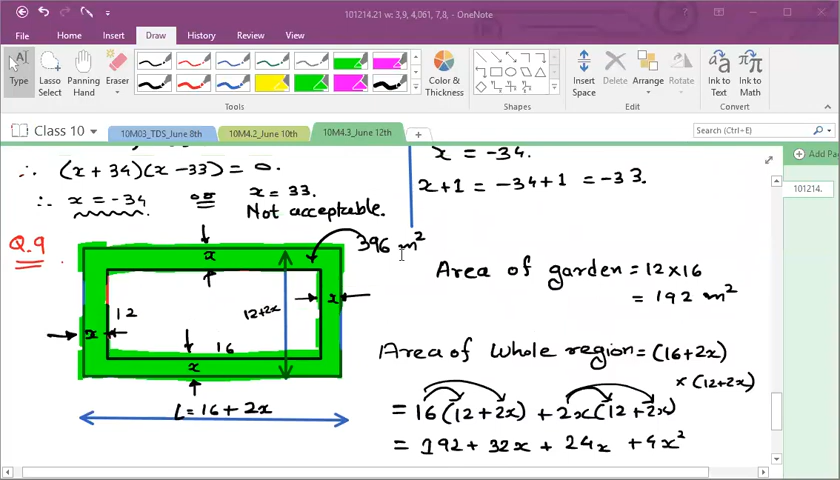 101214.21 w: 3,9, 4,061, 7,8, - OneNote
File Home Insert Draw History Review View
Type Lasso Select Panning Hand Eraser Color & Thickness Insert Space Delete Arrange Rotate Ink to Text Ink to Math
Tools Shapes Edit Convert
Class 10 10M03_TDS_June 8th 10M4.2_June 10th 10M4.3_June 12th + Search (Ctrl+E)
Add Pa
101214.
∴ (x + 34)(x - 33) = 0.
∴ x = -34 or x = 33.
Not acceptable.
x = -34.
x + 1 = -34 + 1 = -33.
Q.9
396 m²
x
x
12
12+2x
x
16
x
L = 16 + 2x
Area of garden = 12 × 16
= 192 m²
Area of whole region = (16+2x)
× (12+2x)
= 16(12 + 2x) + 2x(12 + 2x)
= 192 + 32x + 24x + 4x²